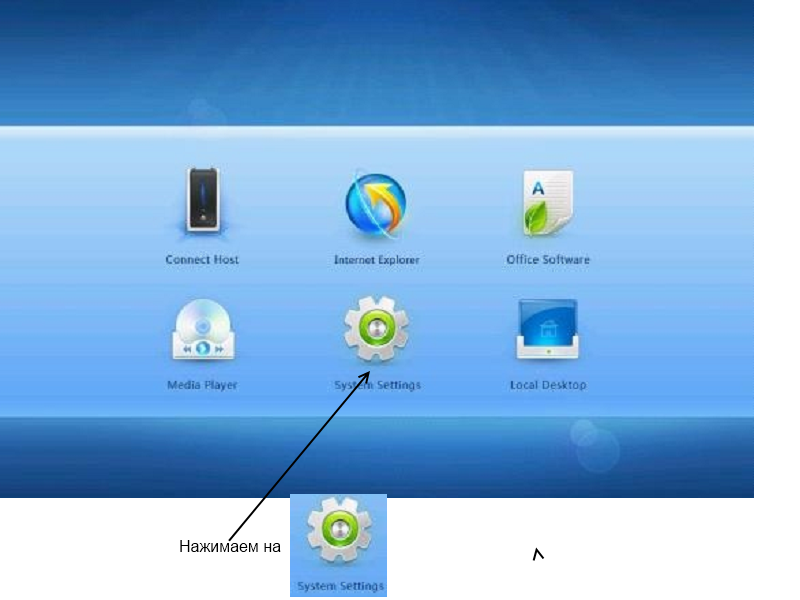 Connect Host
Internet Explorer
Office Software
A
Media Player
System Settings
Local Desktop
Нажимаем на
System Settings